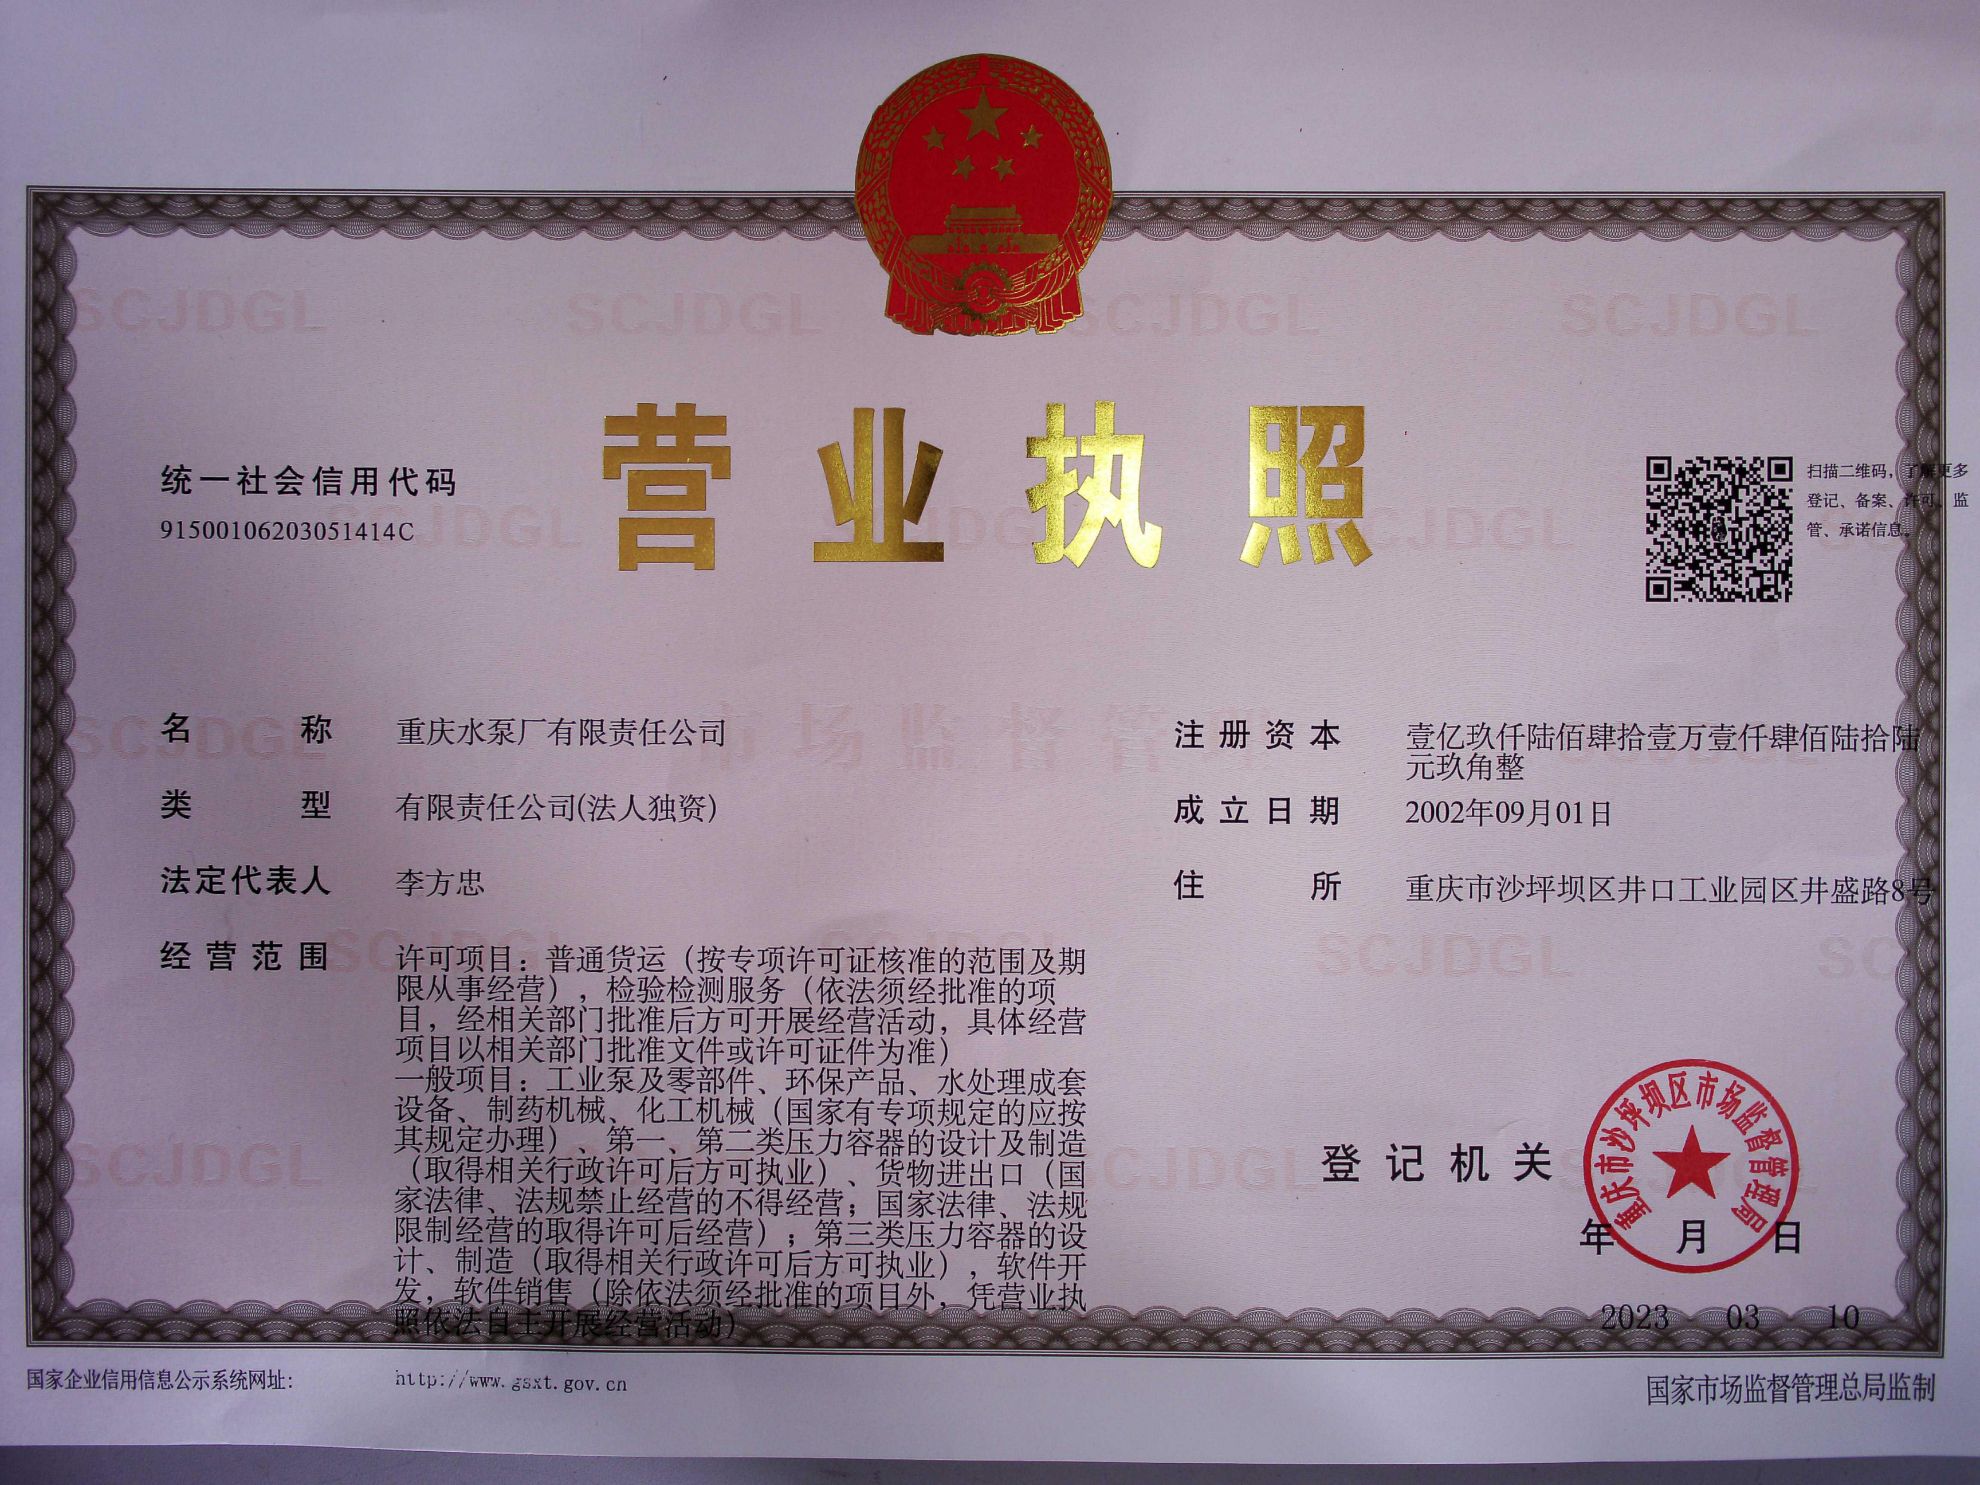 营业执照
统一社会信用代码
91500106203051414C
扫描二维码，了解更多
登记、备案、许可、监
管、承诺信息。
名称 重庆水泵厂有限责任公司
类型 有限责任公司(法人独资)
法定代表人 李方忠
经营范围 许可项目：普通货运（按专项许可证核准的范围及期
限从事经营），检验检测服务（依法须经批准的项
目，经相关部门批准后方可开展经营活动，具体经营
项目以相关部门批准文件或许可证件为准）
一般项目：工业泵及零部件、环保产品、水处理成套
设备、制药机械、化工机械（国家有专项规定的应按
其规定办理）、第一、第二类压力容器的设计及制造
（取得相关行政许可后方可执业）、货物进出口（国
家法律、法规禁止经营的不得经营；国家法律、法规
限制经营的取得许可后经营）；第三类压力容器的设
计、制造（取得相关行政许可后方可执业），软件开
发，软件销售（除依法须经批准的项目外，凭营业执
照依法自主开展经营活动）
注册资本 壹亿玖仟陆佰肆拾壹万壹仟肆佰陆拾陆
元玖角整
成立日期 2002年09月01日
住所 重庆市沙坪坝区井口工业园区井盛路8号
登记机关
重庆市沙坪坝区市场监督管理局
年 月 日
2023 03 10
国家企业信用信息公示系统网址：
http://www.gsxt.gov.cn
国家市场监督管理总局监制
SCJDGL
市场监督管理